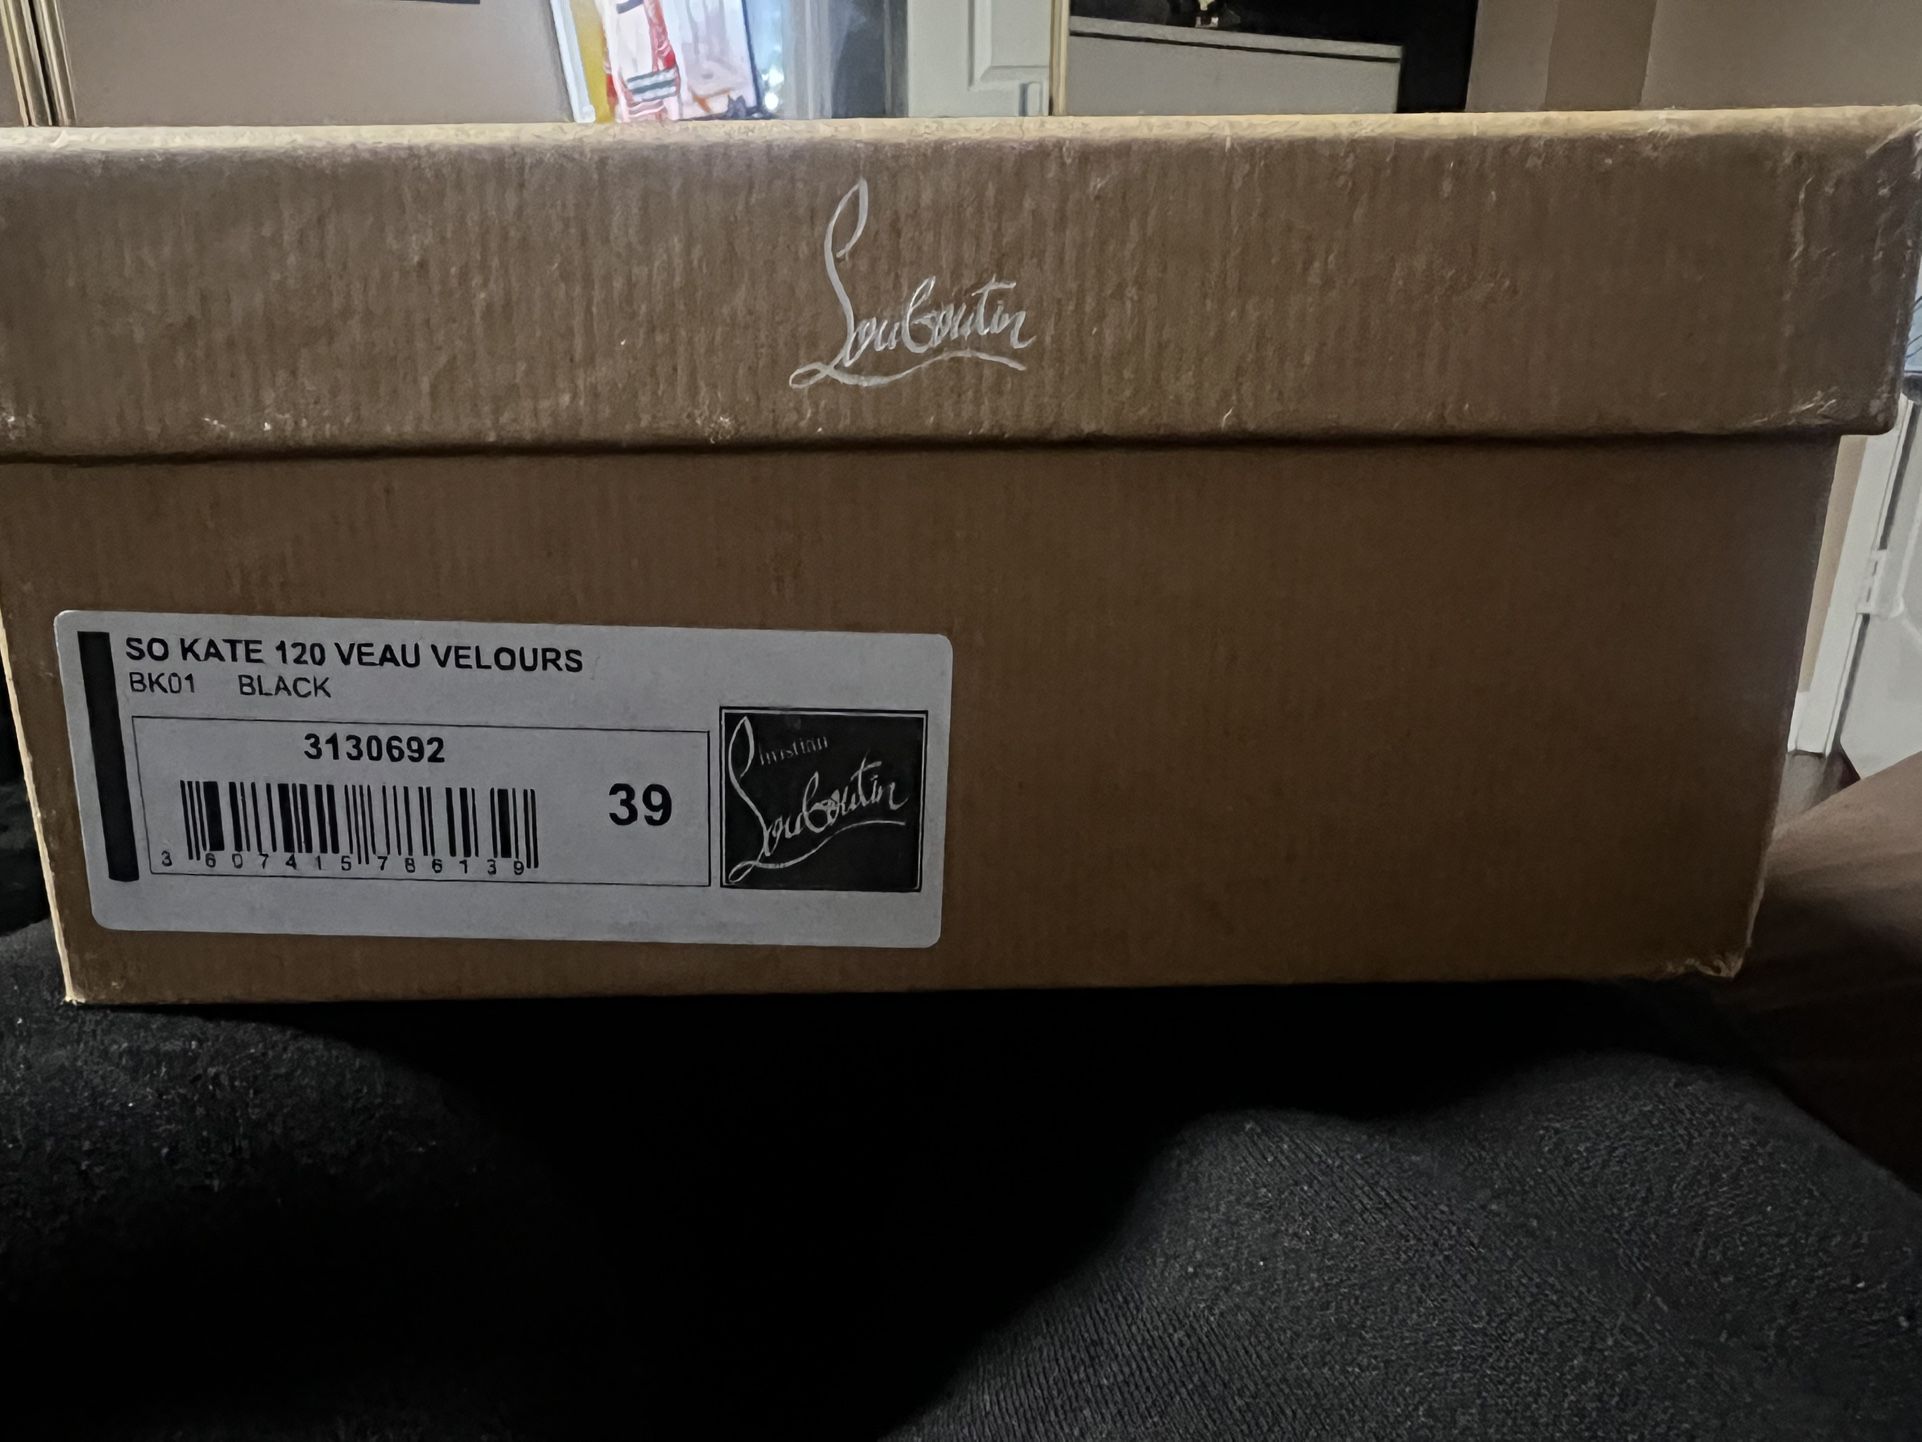 Louboutin
SO KATE 120 VEAU VELOURS
BK01 BLACK
3130692
39
3 607415 786139
Christian
Louboutin